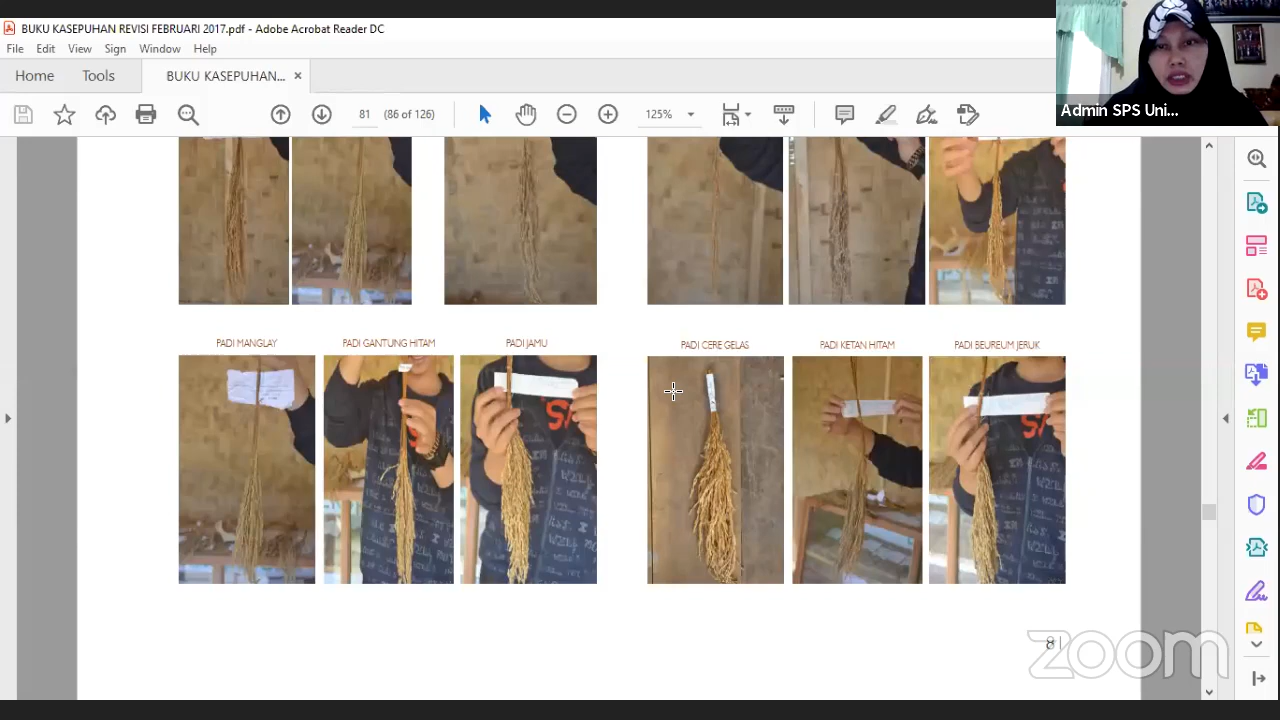 BUKU KASEPUHAN REVISI FEBRUARI 2017.pdf - Adobe Acrobat Reader DC
File Edit View Sign Window Help
Home Tools BUKU KASEPUHAN... ×
81 (86 of 126) 125%
Admin SPS Uni...
PADI MANGLAY PADI GANTUNG HITAM PADI JAMU PADI CERE GELAS PADI KETAN HITAM PADI BEUREUM JERUK
81
zoom